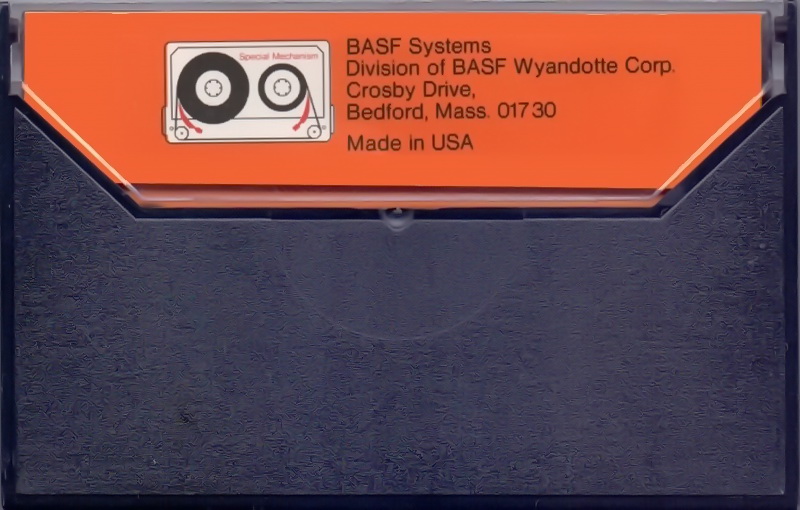 Special Mechanism
BASF Systems
Division of BASF Wyandotte Corp.
Crosby Drive,
Bedford, Mass. 01730
Made in USA